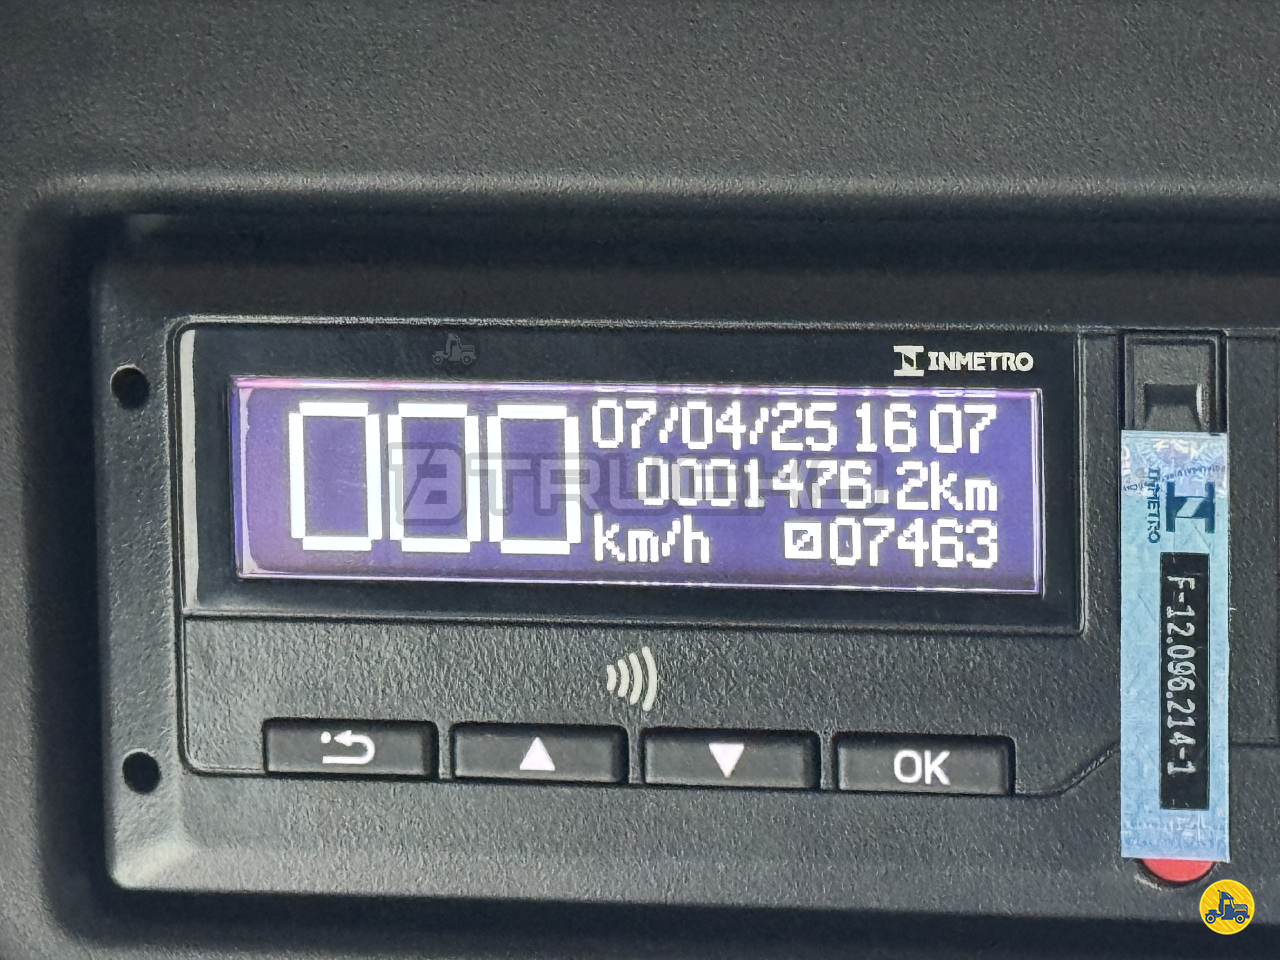 INMETRO
000 07/04/25 16 07
0001476.2km
km/h 07463
OK
INMETRO
F-12.096.214-1